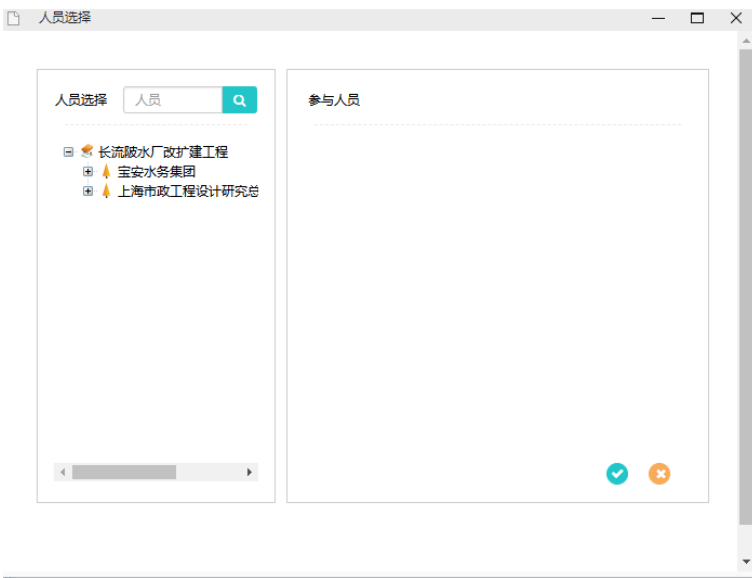 人员选择
人员选择 人员
参与人员
长流陂水厂改扩建工程
宝安水务集团
上海市政工程设计研究总